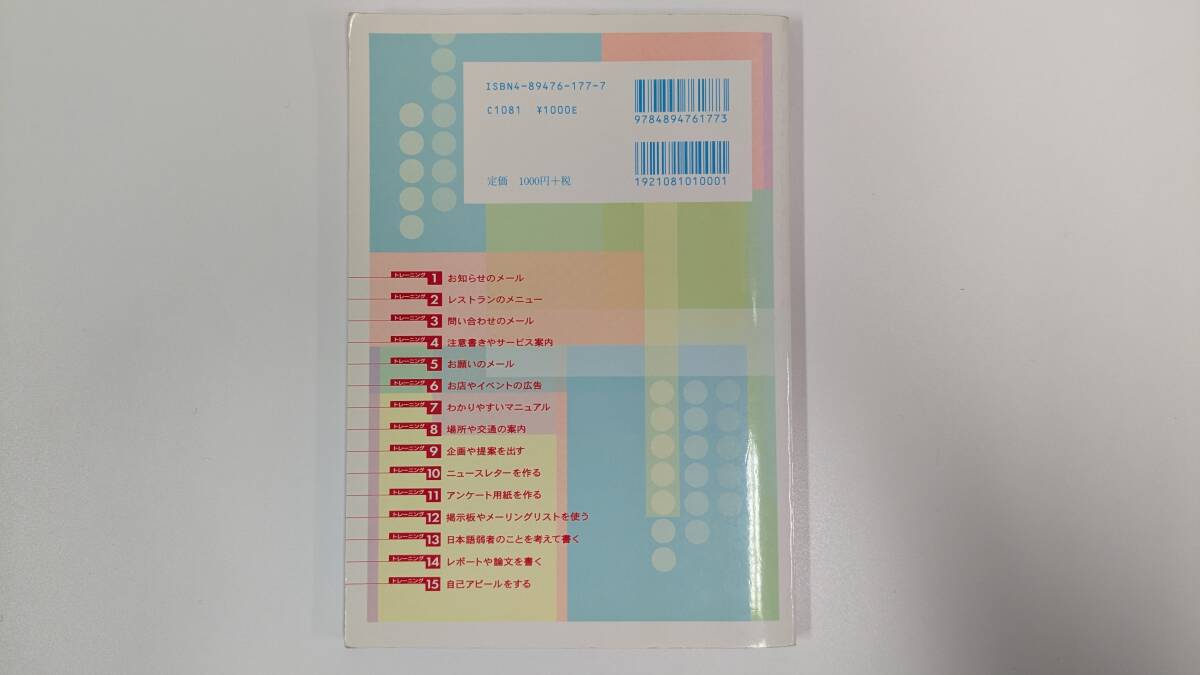 ISBN4-89476-177-7
C1081 ¥1000E
定価 1000円+税
9784894761773
1921081010001
トレーニング 1 お知らせのメール
トレーニング 2 レストランのメニュー
トレーニング 3 問い合わせのメール
トレーニング 4 注意書きやサービス案内
トレーニング 5 お願いのメール
トレーニング 6 お店やイベントの広告
トレーニング 7 わかりやすいマニュアル
トレーニング 8 場所や交通の案内
トレーニング 9 企画や提案を出す
トレーニング 10 ニュースレターを作る
トレーニング 11 アンケート用紙を作る
トレーニング 12 掲示板やメーリングリストを使う
トレーニング 13 日本語弱者のことを考えて書く
トレーニング 14 レポートや論文を書く
トレーニング 15 自己アピールをする